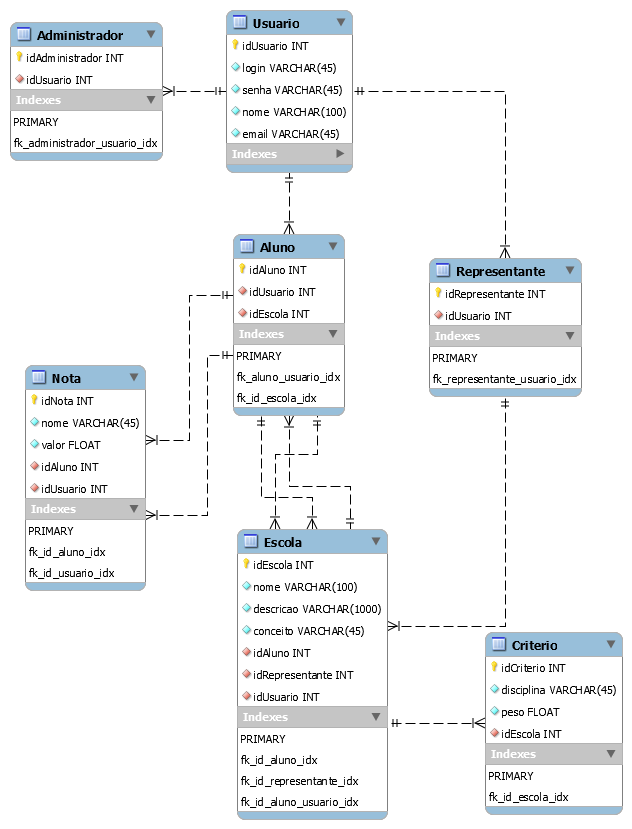 Administrador
idAdministrador INT
idUsuario INT
Indexes
PRIMARY
fk_administrador_usuario_idx
Usuario
idUsuario INT
login VARCHAR(45)
senha VARCHAR(45)
nome VARCHAR(100)
email VARCHAR(45)
Indexes
Aluno
idAluno INT
idUsuario INT
idEscola INT
Indexes
PRIMARY
fk_aluno_usuario_idx
fk_id_escola_idx
Representante
idRepresentante INT
idUsuario INT
Indexes
PRIMARY
fk_representante_usuario_idx
Nota
idNota INT
nome VARCHAR(45)
valor FLOAT
idAluno INT
idUsuario INT
Indexes
PRIMARY
fk_id_aluno_idx
fk_id_usuario_idx
Escola
idEscola INT
nome VARCHAR(100)
descricao VARCHAR(1000)
conceito VARCHAR(45)
idAluno INT
idRepresentante INT
idUsuario INT
Indexes
PRIMARY
fk_id_aluno_idx
fk_id_representante_idx
fk_id_aluno_usuario_idx
Criterio
idCriterio INT
disciplina VARCHAR(45)
peso FLOAT
idEscola INT
Indexes
PRIMARY
fk_id_escola_idx